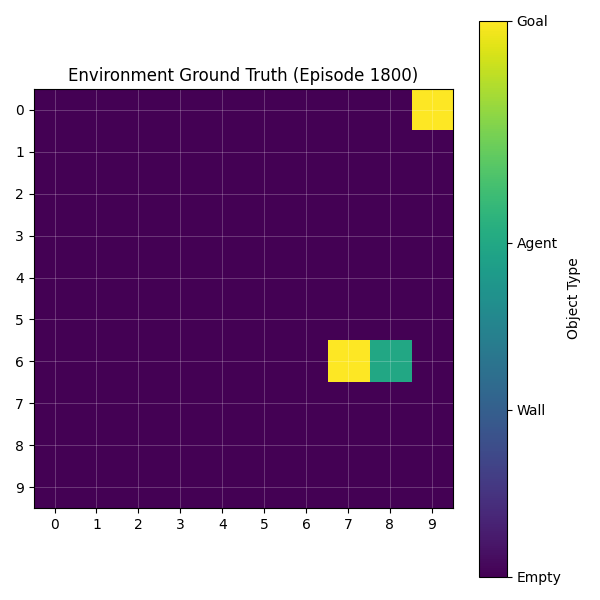 Environment Ground Truth (Episode 1800)
0
1
2
3
4
5
6
7
8
9
0 1 2 3 4 5 6 7 8 9
Goal
Agent
Wall
Empty
Object Type